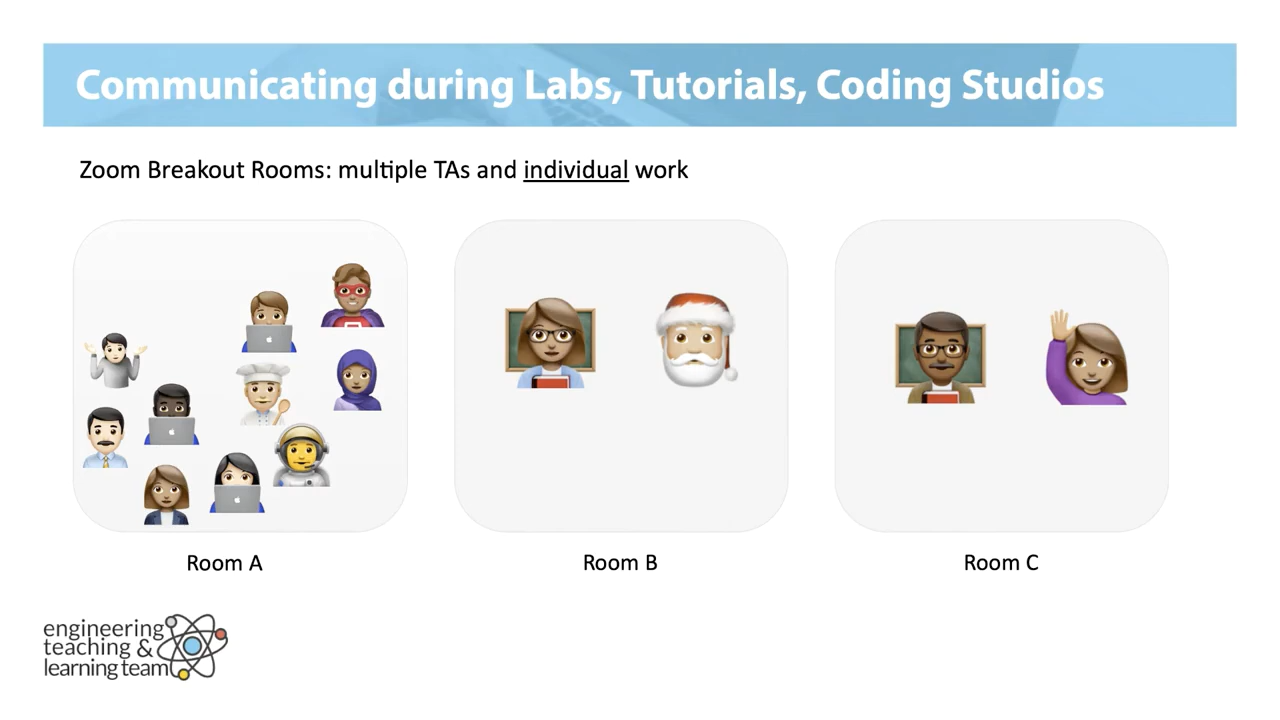 Communicating during Labs, Tutorials, Coding Studios
Zoom Breakout Rooms: multiple TAs and individual work
Room A
Room B
Room C
engineering
teaching &
learning team